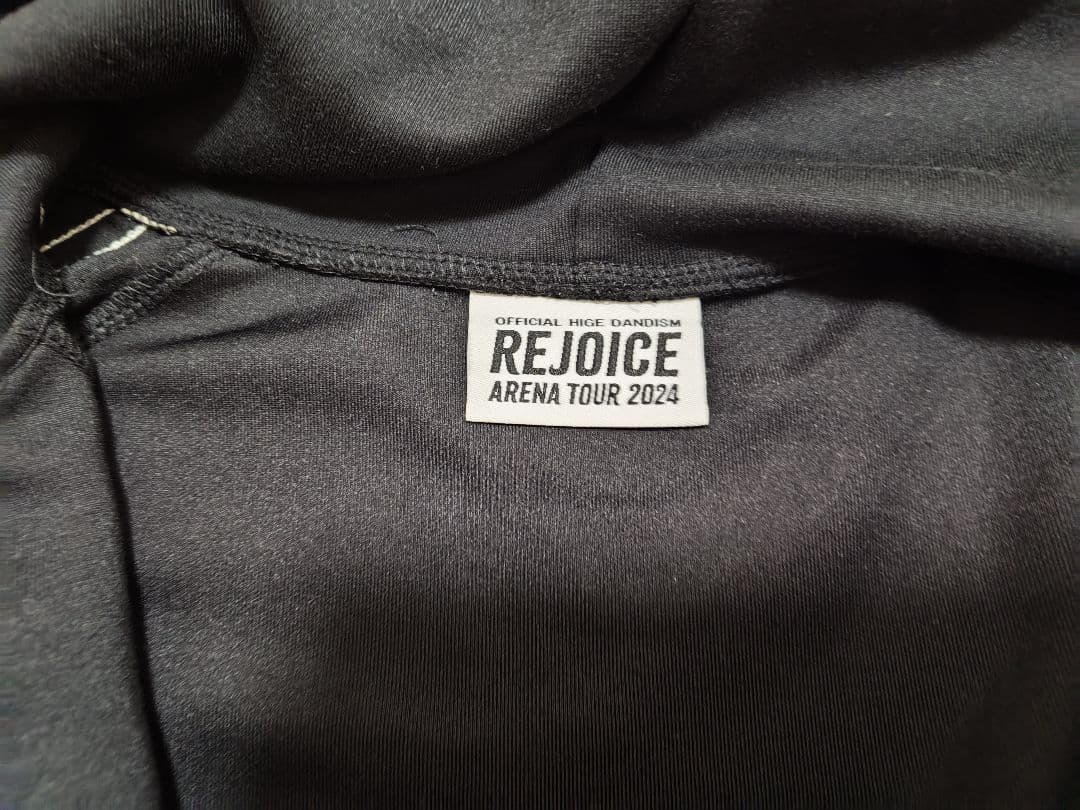 OFFICIAL HIGE DANDISM
REJOICE
ARENA TOUR 2024